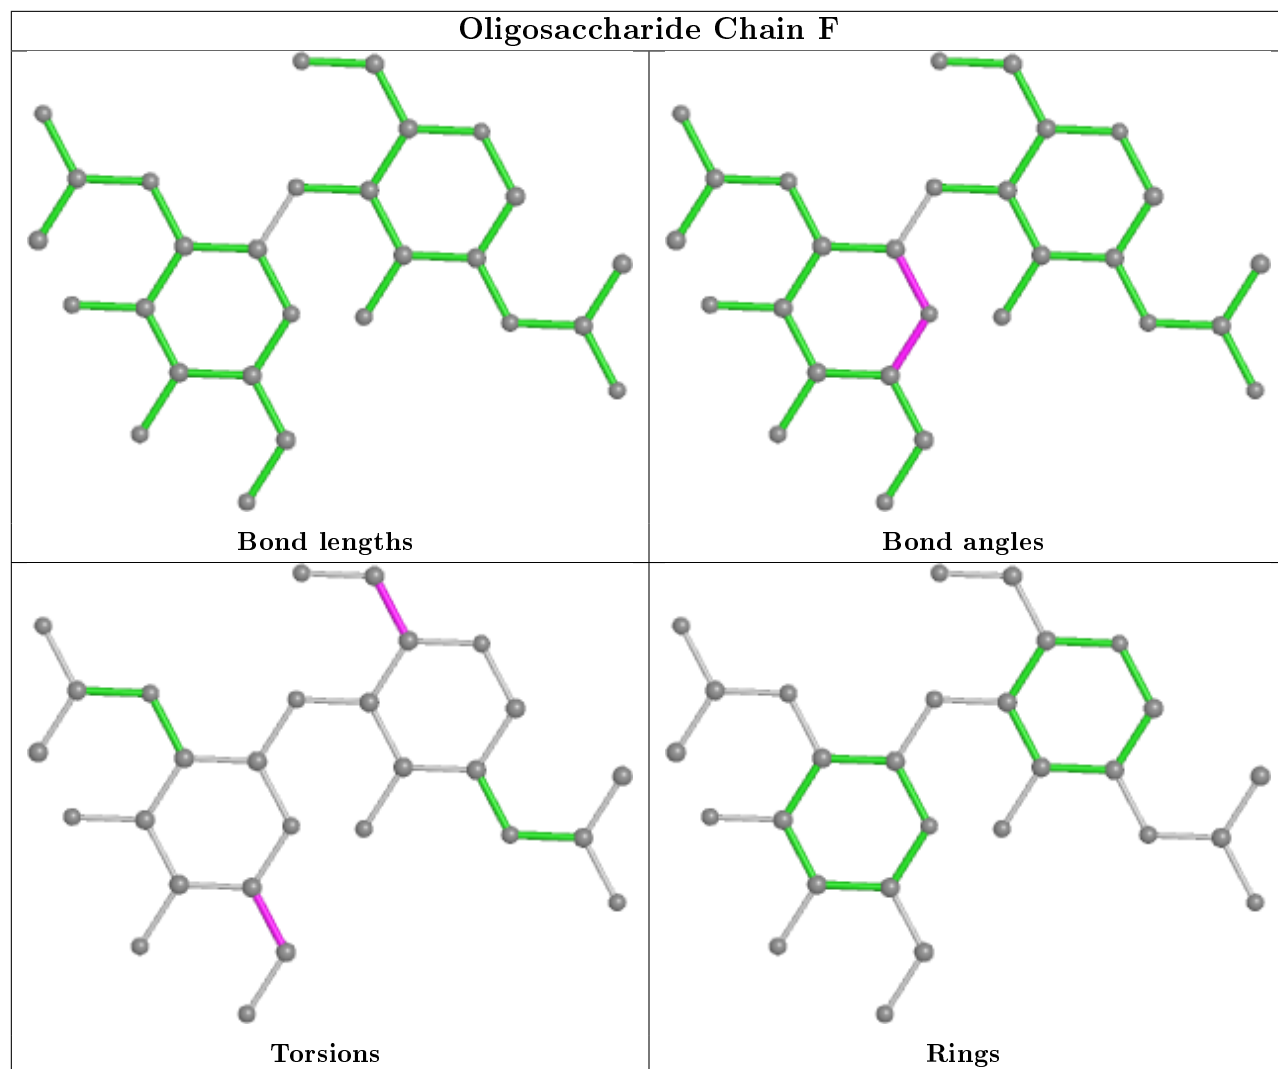 Oligosaccharide Chain F
Bond lengths
Bond angles
Torsions
Rings